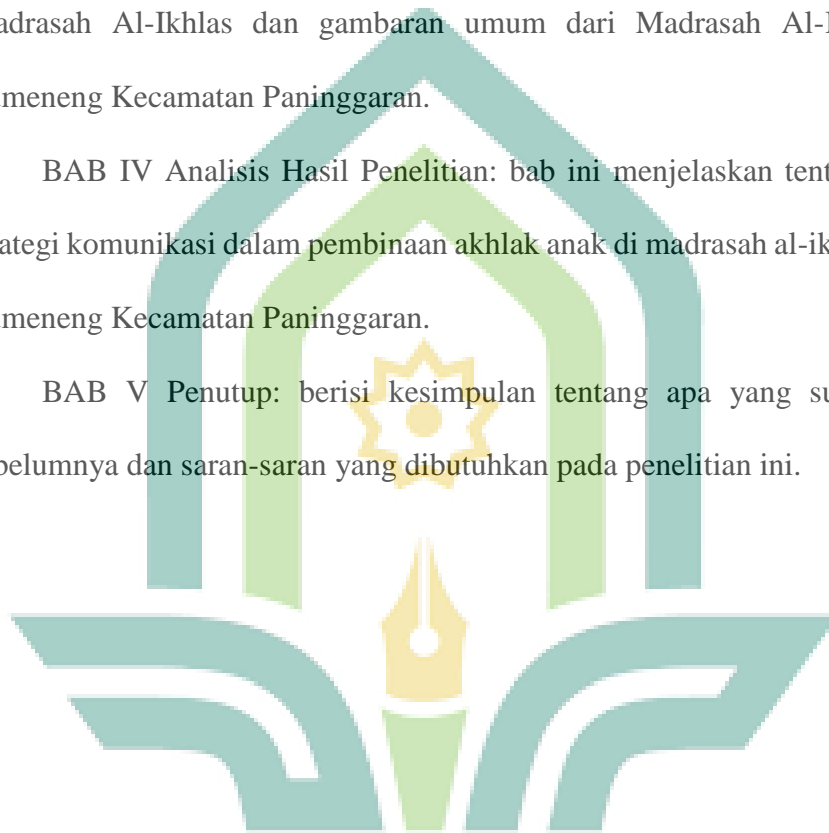 adrasah Al-Ikhlas dan gambaran umum dari Madrasah Al-I
meneng Kecamatan Paninggaran.
BAB IV Analisis Hasil Penelitian: bab ini menjelaskan tent
ategi komunikasi dalam pembinaan akhlak anak di madrasah al-ik
meneng Kecamatan Paninggaran.
BAB V Penutup: berisi kesimpulan tentang apa yang su
belumnya dan saran-saran yang dibutuhkan pada penelitian ini.